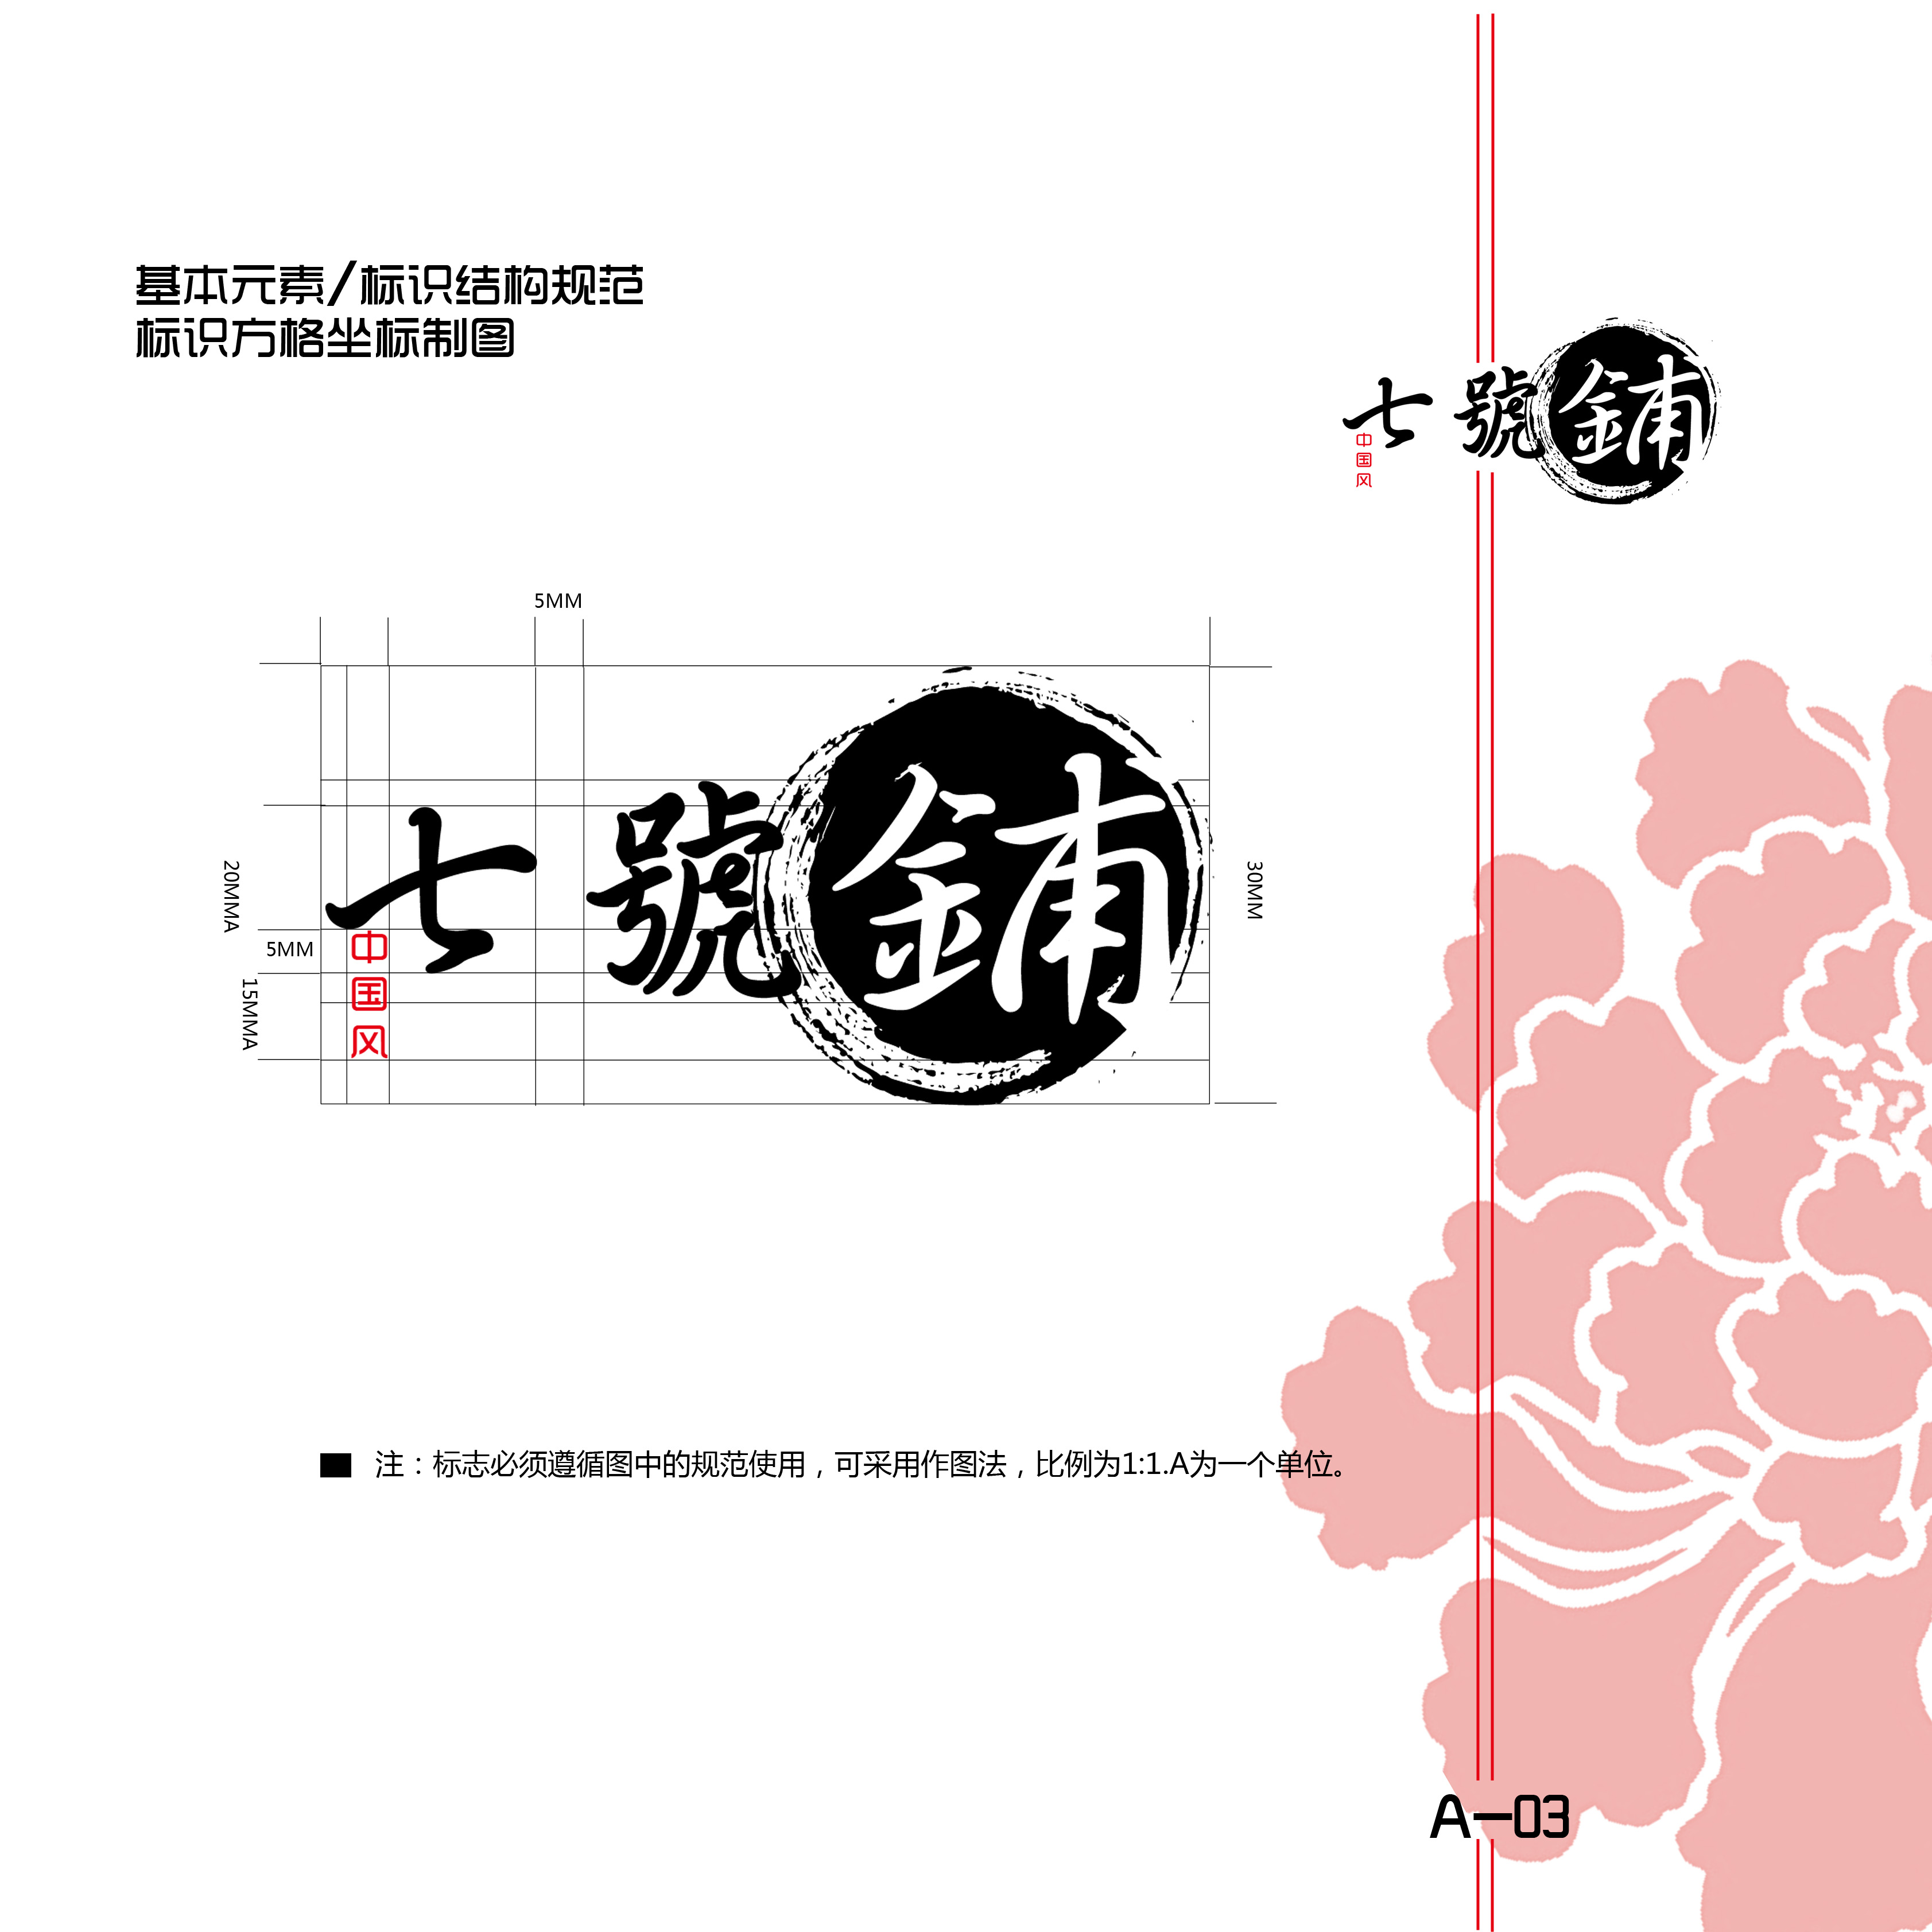 基本元素/标识结构规范
标识方格坐标制图
七號鋪
中国风
5MM
七號鋪
中国风
20MMA
5MM
15MMA
30MM
注：标志必须遵循图中的规范使用，可采用作图法，比例为1:1.A为一个单位。
A—03